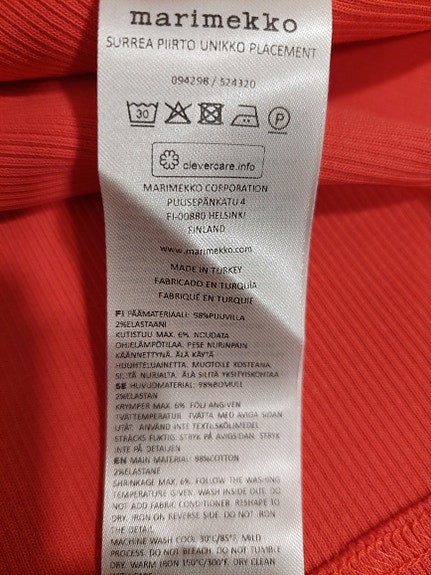 marimekko
SURREA PIIRTO UNIKKO PLACEMENT
094298 / 524320
30
P
clevercare.info
MARIMEKKO CORPORATION
PUUSEPÄNKATU 4
FI-00880 HELSINKI
FINLAND
www.marimekko.com
MADE IN TURKEY
FABRICADO EN TURQUÍA
FABRIQUÉ EN TURQUIE
FI PÄÄMATERIAALI: 98%PUUVILLA
2%ELASTAANI
KUTISTUU MAX. 6%. NOUDATA
OHJELÄMPÖTILAA. PESE NURINPÄIN
KÄÄNNETTYNÄ. ÄLÄ KÄYTÄ
HUUHTELUAINETTA. MUOTOILE KOSTEANA.
SILITÄ NURJALTA. ÄLÄ SILITÄ YKSITYISKOHTAA
SE HUVUDMATERIAL: 98%BOMULL
2%ELASTAN
KRYMPER MAX. 6%. FÖLJ ANGIVEN
TVÄTTEMPERATUR. TVÄTTA MED AVIGA SIDAN
UTÅT. ANVÄND INTE TEXTILSKÖLJMEDEL.
STRÄCKS FUKTIG. STRYK PÅ AVIGSIDAN. STRYK
INTE PÅ DETALJEN
EN MAIN MATERIAL: 98%COTTON
2%ELASTANE
SHRINKAGE MAX. 6%. FOLLOW THE WASHING
TEMPERATURE GIVEN. WASH INSIDE OUT. DO
NOT ADD FABRIC CONDITIONER. RESHAPE TO
DRY. IRON ON REVERSE SIDE. DO NOT IRON
THE DETAIL
MACHINE WASH COOL 30°C/85°F, MILD
PROCESS. DO NOT BLEACH. DO NOT TUMBLE
DRY. WARM IRON 150°C/300°F. DRY CLEAN